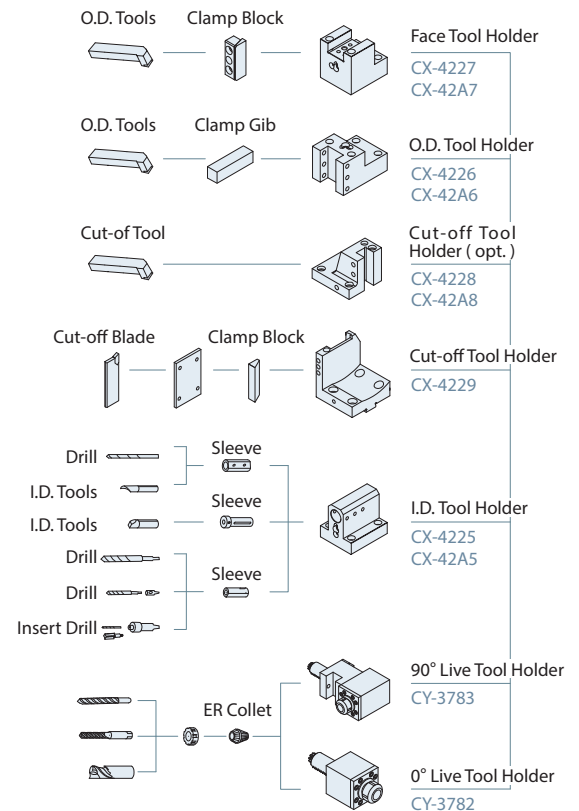 O.D. Tools
Clamp Block
Face Tool Holder
CX-4227
CX-42A7
O.D. Tools
Clamp Gib
O.D. Tool Holder
CX-4226
CX-42A6
Cut-of Tool
Cut-off Tool
Holder ( opt. )
CX-4228
CX-42A8
Cut-off Blade
Clamp Block
Cut-off Tool Holder
CX-4229
Drill
Sleeve
I.D. Tools
Sleeve
I.D. Tools
I.D. Tool Holder
CX-4225
CX-42A5
Drill
Sleeve
Drill
Insert Drill
90° Live Tool Holder
CY-3783
ER Collet
0° Live Tool Holder
CY-3782